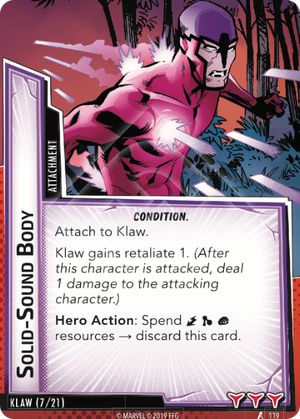 ATTACHMENT
SOLID-SOUND BODY
CONDITION.
Attach to Klaw.
Klaw gains retaliate 1. (After
this character is attacked, deal
1 damage to the attacking
character.)
Hero Action: Spend
resources → discard this card.
KLAW (7/21)
© MARVEL © 2019 FFG
119